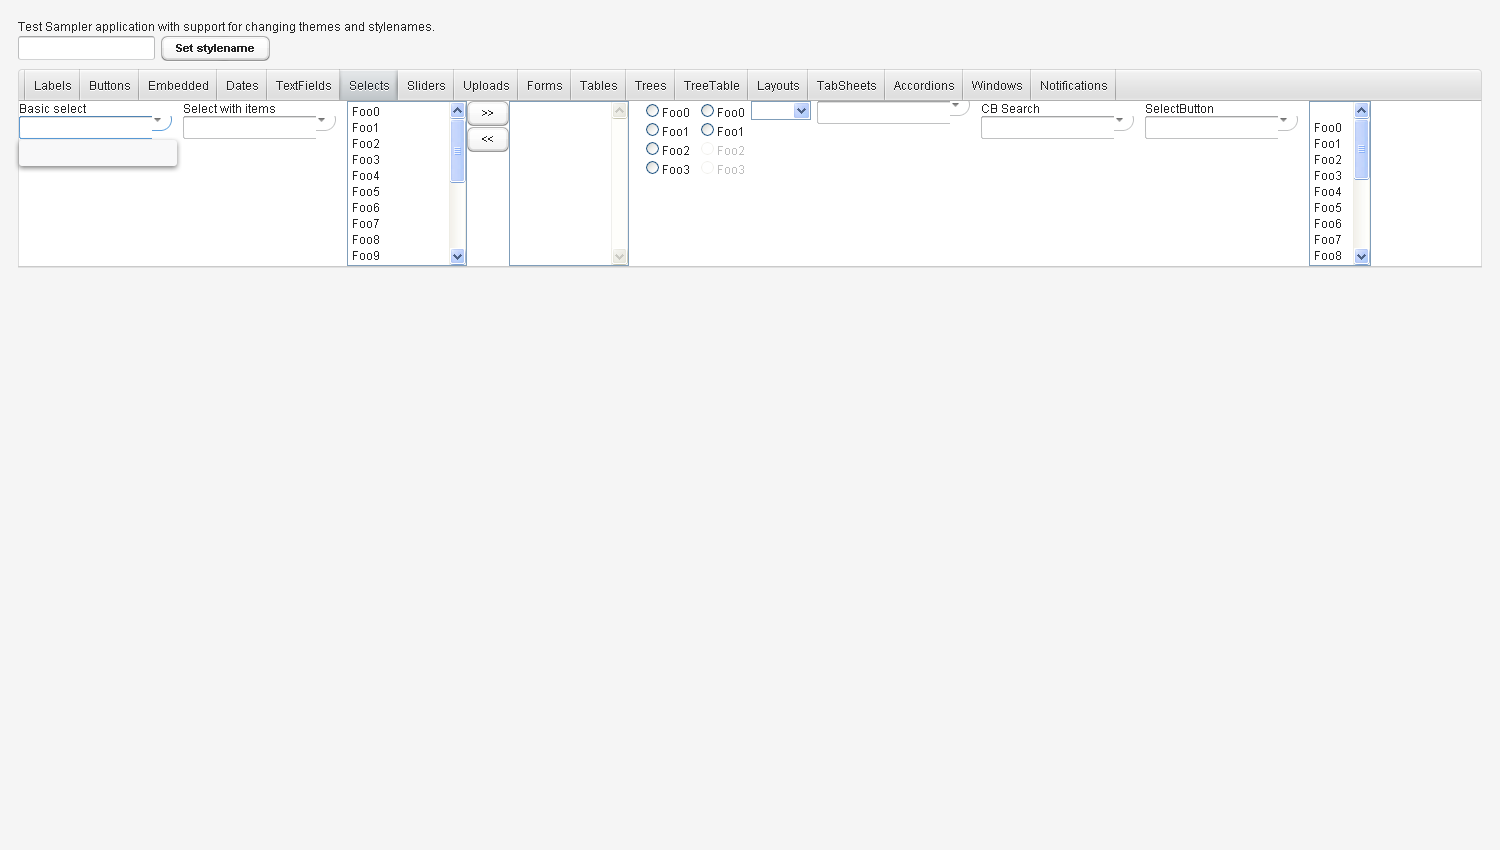 Test Sampler application with support for changing themes and stylenames.
Set stylename
Labels Buttons Embedded Dates TextFields Selects Sliders Uploads Forms Tables Trees TreeTable Layouts TabSheets Accordions Windows Notifications
Basic select
Select with items
Foo0
Foo1
Foo2
Foo3
Foo4
Foo5
Foo6
Foo7
Foo8
Foo9
>>
<<
Foo0
Foo1
Foo2
Foo3
Foo0
Foo1
Foo2
Foo3
CB Search
SelectButton
Foo0
Foo1
Foo2
Foo3
Foo4
Foo5
Foo6
Foo7
Foo8